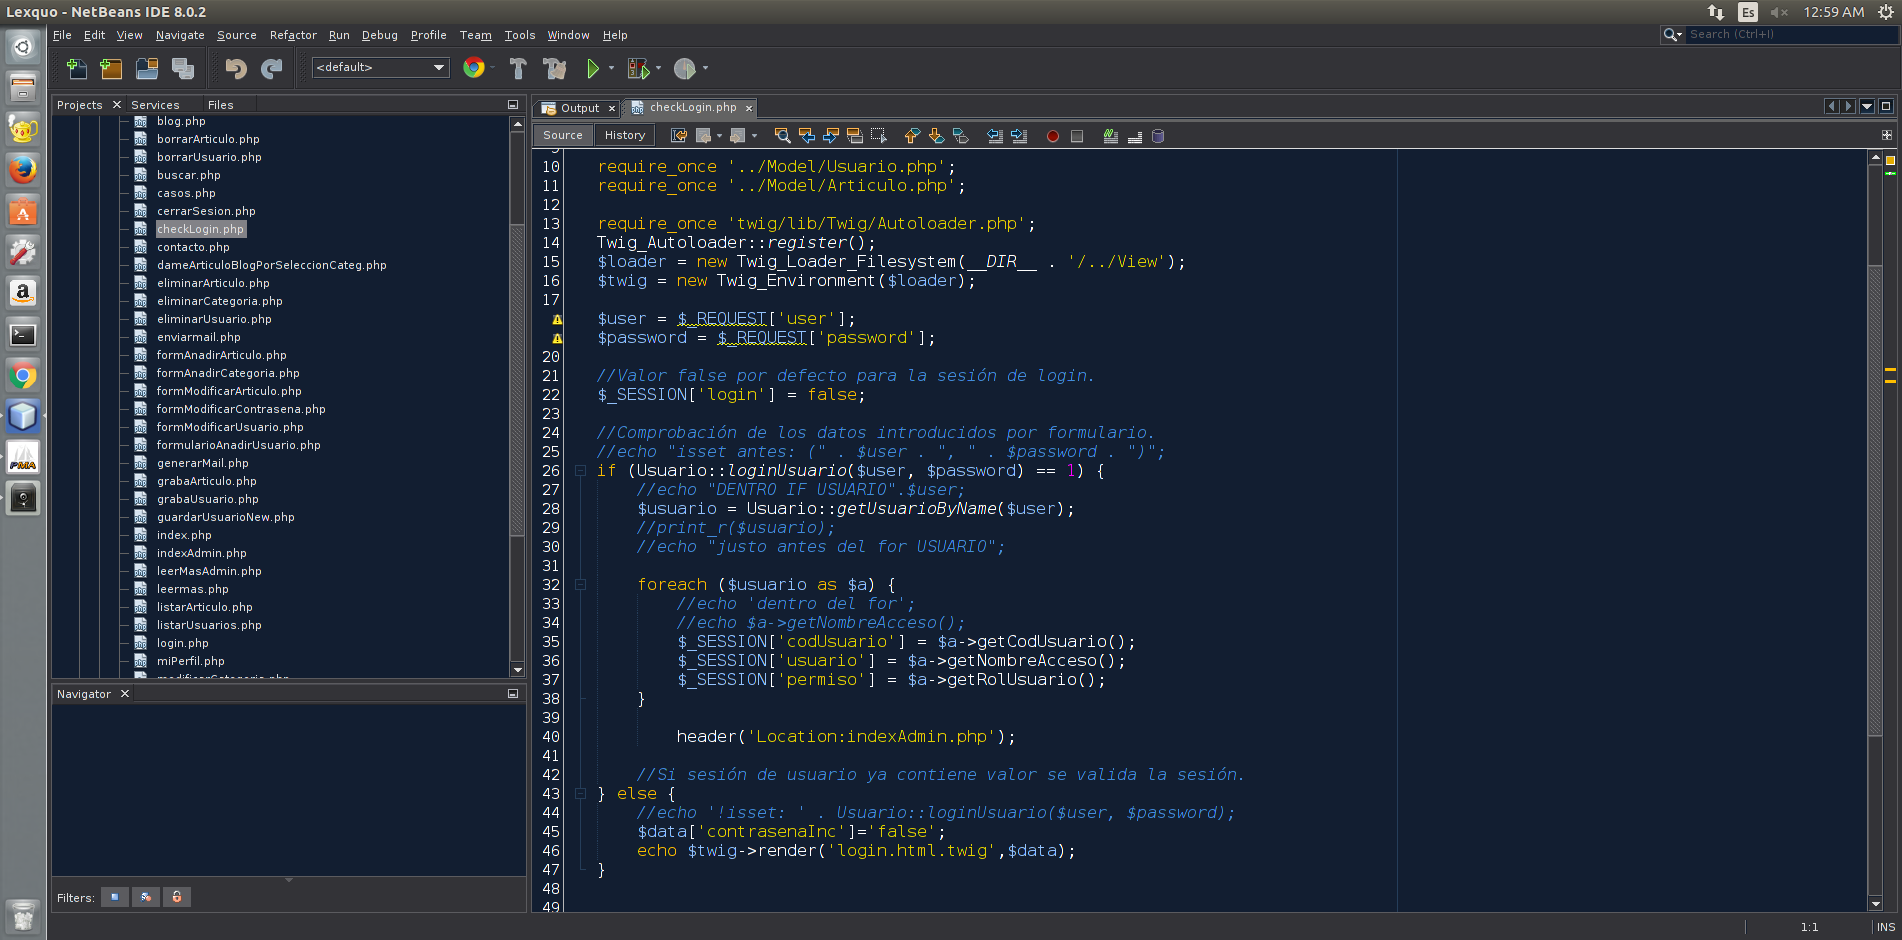 Lexquo - NetBeans IDE 8.0.2
Es
12:59 AM
File Edit View Navigate Source Refactor Run Debug Profile Team Tools Window Help
Search (Ctrl+I)
<default>
Projects Services Files
blog.php
borrarArticulo.php
borrarUsuario.php
buscar.php
casos.php
cerrarSesion.php
checkLogin.php
contacto.php
dameArticuloBlogPorSeleccionCateg.php
eliminarArticulo.php
eliminarCategoria.php
eliminarUsuario.php
enviarmail.php
formAnadirArticulo.php
formAnadirCategoria.php
formModificarArticulo.php
formModificarContrasena.php
formModificarUsuario.php
formularioAnadirUsuario.php
generarMail.php
grabaArticulo.php
grabaUsuario.php
guardarUsuarioNew.php
index.php
indexAdmin.php
leerMasAdmin.php
leermas.php
listarArticulo.php
listarUsuarios.php
login.php
miPerfil.php
modificarCategoria.php
Navigator
Filters:
PMA
Output checkLogin.php
Source History
9
10 require_once '../Model/Usuario.php';
11 require_once '../Model/Articulo.php';
12
13 require_once 'twig/lib/Twig/Autoloader.php';
14 Twig_Autoloader::register();
15 $loader = new Twig_Loader_Filesystem(__DIR__ . '/../View');
16 $twig = new Twig_Environment($loader);
17
$user = $_REQUEST['user'];
$password = $_REQUEST['password'];
20
21 //Valor false por defecto para la sesión de login.
22 $_SESSION['login'] = false;
23
24 //Comprobación de los datos introducidos por formulario.
25 //echo "isset antes: (" . $user . ", " . $password . ")";
26 if (Usuario::loginUsuario($user, $password) == 1) {
27 //echo "DENTRO IF USUARIO".$user;
28 $usuario = Usuario::getUsuarioByName($user);
29 //print_r($usuario);
30 //echo "justo antes del for USUARIO";
31
32 foreach ($usuario as $a) {
33 //echo 'dentro del for';
34 //echo $a->getNombreAcceso();
35 $_SESSION['codUsuario'] = $a->getCodUsuario();
36 $_SESSION['usuario'] = $a->getNombreAcceso();
37 $_SESSION['permiso'] = $a->getRolUsuario();
38 }
39
40 header('Location:indexAdmin.php');
41
42 //Si sesión de usuario ya contiene valor se valida la sesión.
43 } else {
44 //echo '!isset: ' . Usuario::loginUsuario($user, $password);
45 $data['contrasenaInc']='false';
46 echo $twig->render('login.html.twig',$data);
47 }
48
49
1:1 INS